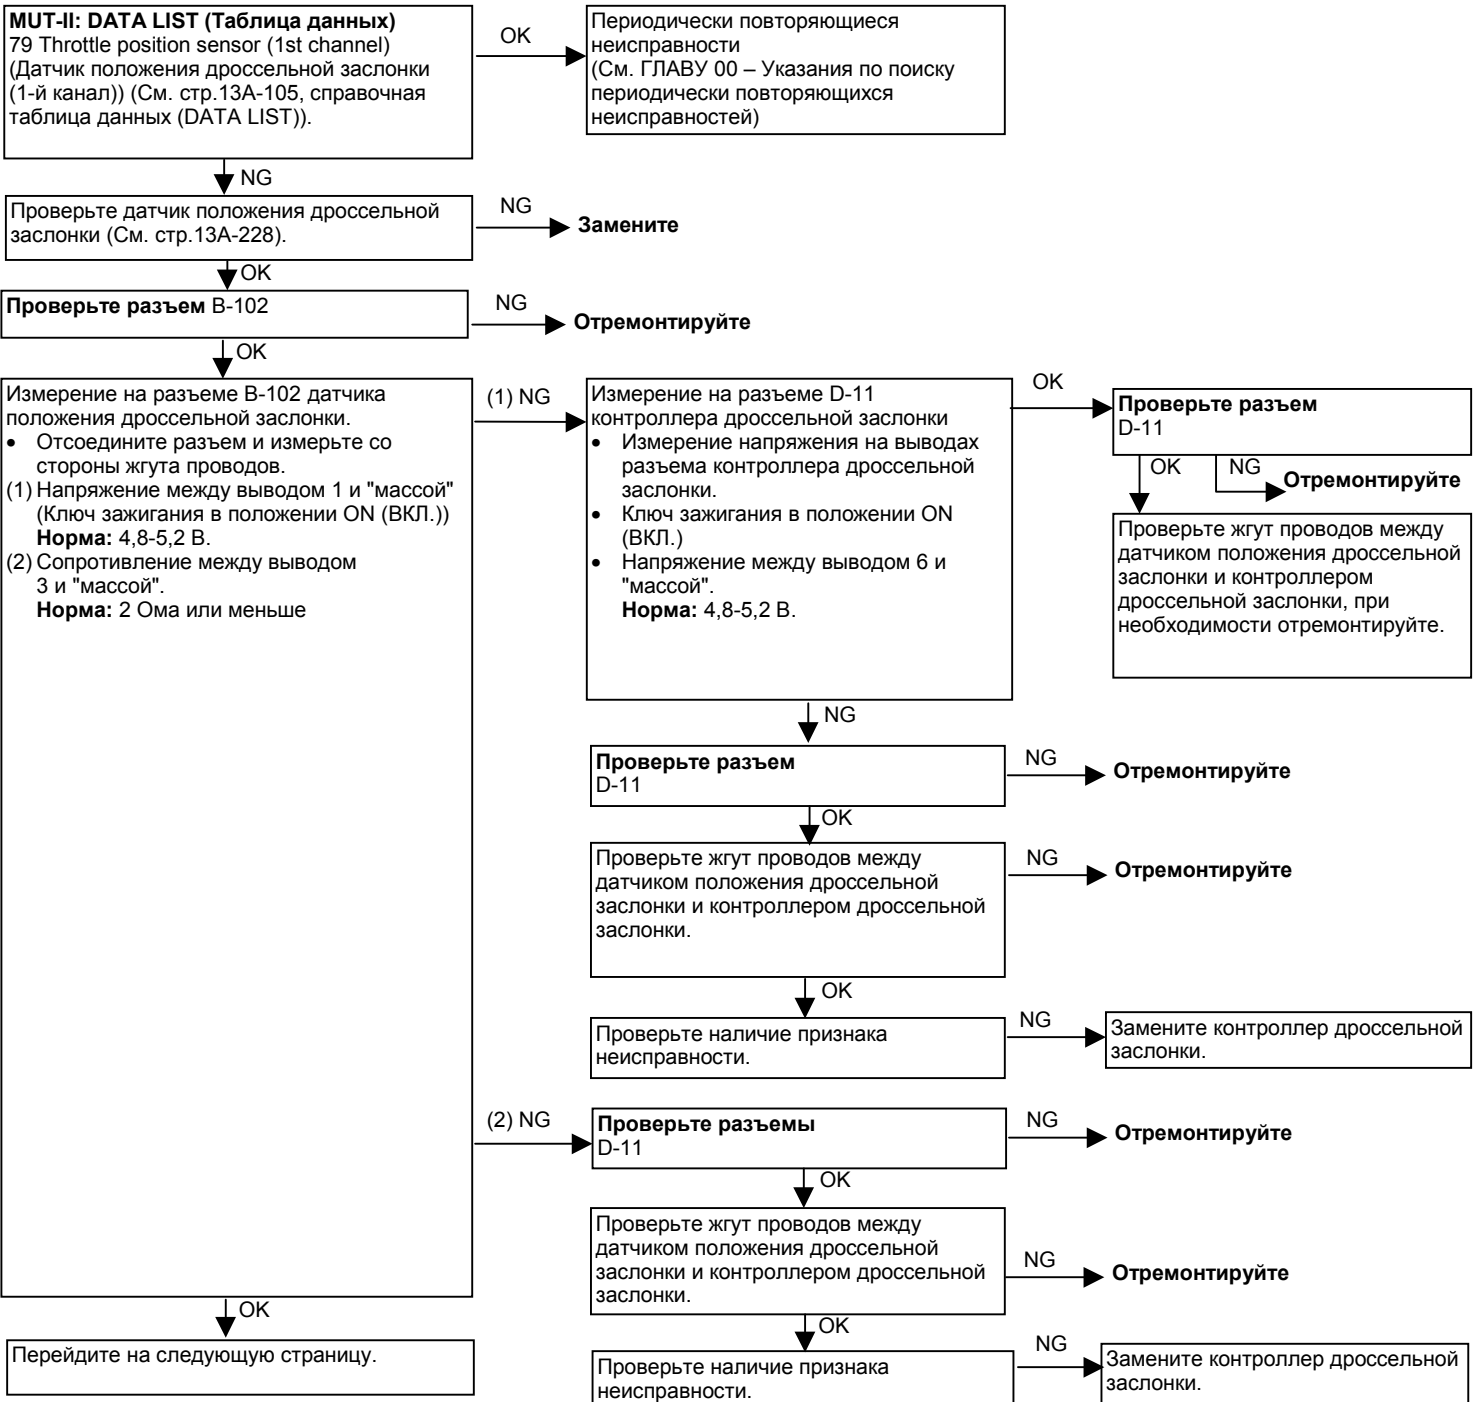 MUT-II: DATA LIST (Таблица данных)
79 Throttle position sensor (1st channel)
(Датчик положения дроссельной заслонки
(1-й канал)) (См. стр.13А-105, справочная
таблица данных (DATA LIST)).
OK
Периодически повторяющиеся
неисправности
(См. ГЛАВУ 00 – Указания по поиску
периодически повторяющихся
неисправностей)
NG
Проверьте датчик положения дроссельной
заслонки (См. стр.13А-228).
NG
Замените
OK
Проверьте разъем B-102
NG
Отремонтируйте
OK
Измерение на разъеме B-102 датчика
положения дроссельной заслонки.
• Отсоедините разъем и измерьте со
стороны жгута проводов.
(1) Напряжение между выводом 1 и "массой"
(Ключ зажигания в положении ON (ВКЛ.))
Норма: 4,8-5,2 В.
(2) Сопротивление между выводом
3 и "массой".
Норма: 2 Ома или меньше
(1) NG
Измерение на разъеме D-11
контроллера дроссельной заслонки
• Измерение напряжения на выводах
разъема контроллера дроссельной
заслонки.
• Ключ зажигания в положении ON
(ВКЛ.)
• Напряжение между выводом 6 и
"массой".
Норма: 4,8-5,2 В.
OK
Проверьте разъем
D-11
OK
NG
Отремонтируйте
Проверьте жгут проводов между
датчиком положения дроссельной
заслонки и контроллером
дроссельной заслонки, при
необходимости отремонтируйте.
NG
Проверьте разъем
D-11
NG
Отремонтируйте
OK
Проверьте жгут проводов между
датчиком положения дроссельной
заслонки и контроллером дроссельной
заслонки.
NG
Отремонтируйте
OK
Проверьте наличие признака
неисправности.
NG
Замените контроллер дроссельной
заслонки.
(2) NG
Проверьте разъемы
D-11
NG
Отремонтируйте
OK
Проверьте жгут проводов между
датчиком положения дроссельной
заслонки и контроллером дроссельной
заслонки.
NG
Отремонтируйте
OK
Проверьте наличие признака
неисправности.
NG
Замените контроллер дроссельной
заслонки.
OK
Перейдите на следующую страницу.